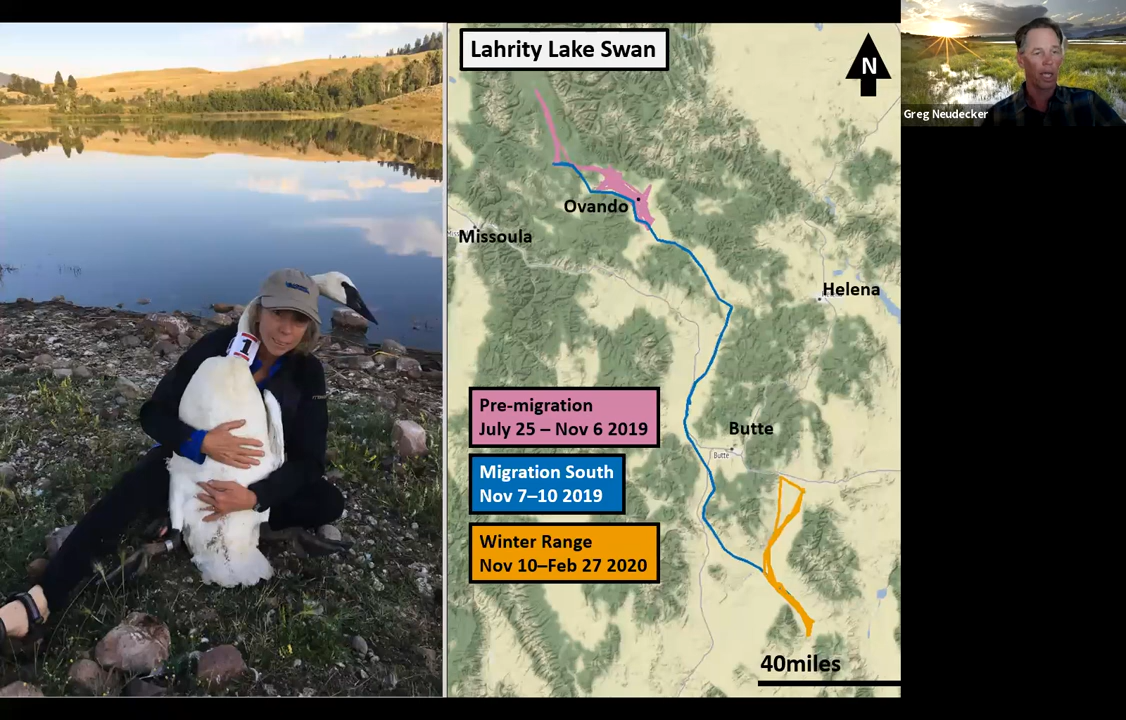 Lahrity Lake Swan
N
Greg Neudecker
1
Ovando
Missoula
Helena
Pre-migration
July 25 – Nov 6 2019
Butte
Butte
Migration South
Nov 7–10 2019
Winter Range
Nov 10–Feb 27 2020
40miles